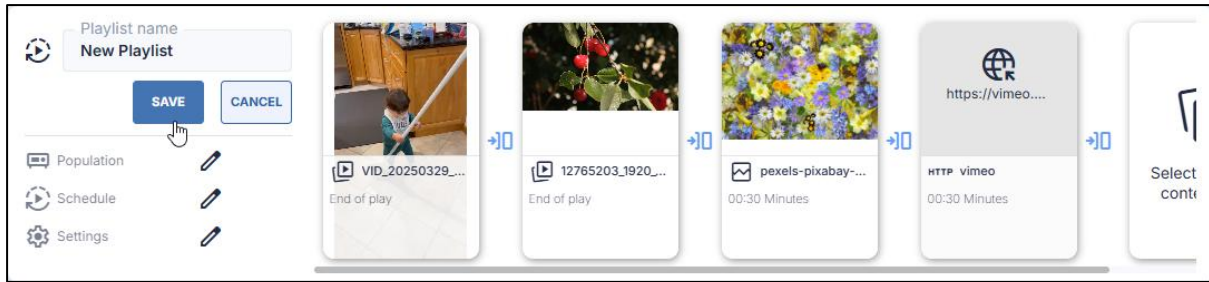 Playlist name
New Playlist
SAVE
CANCEL
Population
Schedule
Settings
VID_20250329_...
End of play
12765203_1920_...
End of play
pexels-pixabay-...
00:30 Minutes
https://vimeo....
HTTP vimeo
00:30 Minutes
Select
conte